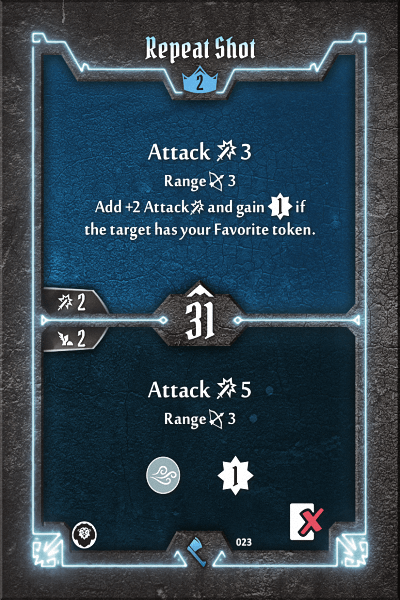 Repeat Shot
2
Attack 3
Range 3
Add +2 Attack and gain 1 if
the target has your Favorite token.
2
31
2
Attack 5
Range 3
1
023